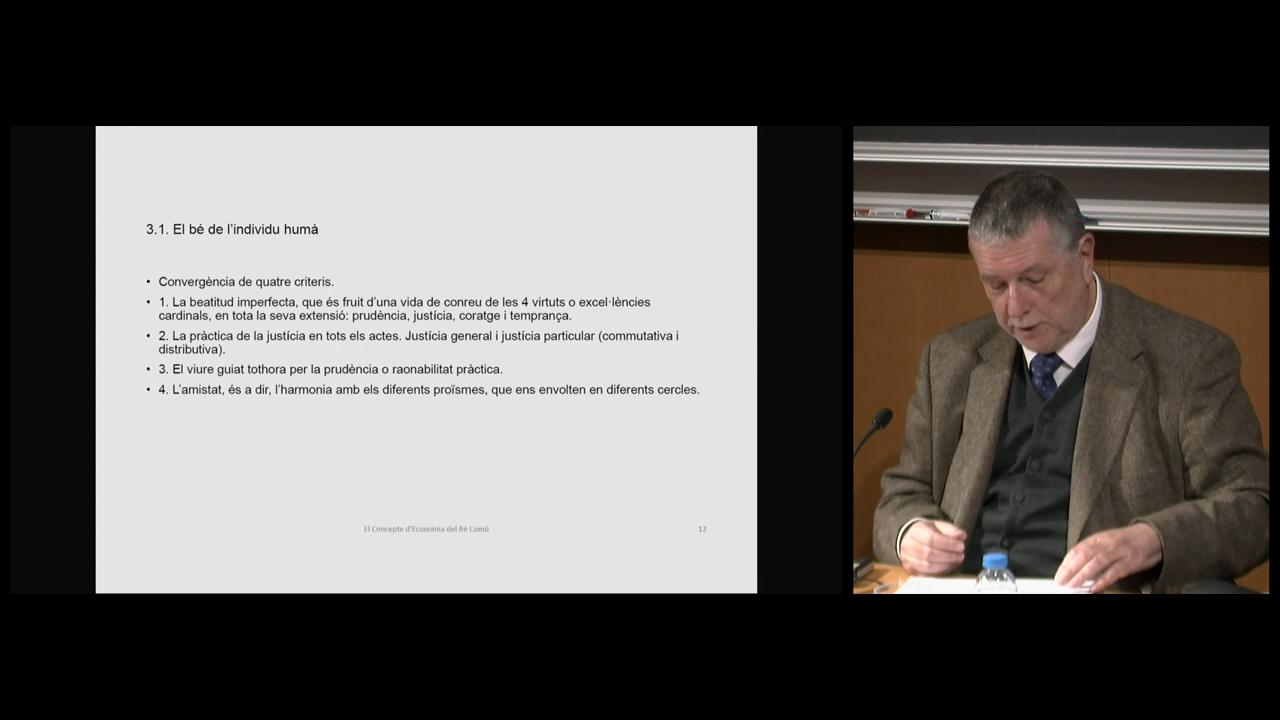 3.1. El bé de l’individu humà
• Convergència de quatre criteris.
• 1. La beatitud imperfecta, que és fruit d’una vida de conreu de les 4 virtuts o excel·lències
cardinals, en tota la seva extensió: prudència, justícia, coratge i temprança.
• 2. La pràctica de la justícia en tots els actes. Justícia general i justícia particular (commutativa i
distributiva).
• 3. El viure guiat tothora per la prudència o raonabilitat pràctica.
• 4. L’amistat, és a dir, l’harmonia amb els diferents proïsmes, que ens envolten en diferents cercles.
El Concepte d'Economia del Bé Comú
12